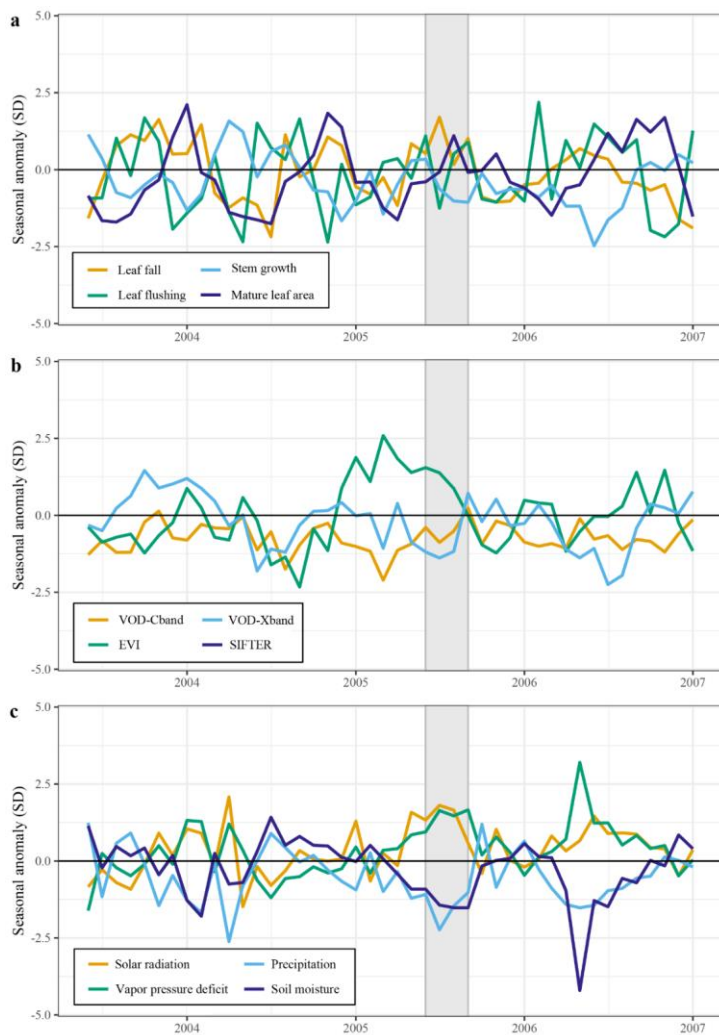 a
5.0
2.5
0.0
-2.5
-5.0
Seasonal anomaly (SD)
Leaf fall Stem growth
Leaf flushing Mature leaf area
2004 2005 2006 2007
b
5.0
2.5
0.0
-2.5
-5.0
Seasonal anomaly (SD)
VOD-Cband VOD-Xband
EVI SIFTER
2004 2005 2006 2007
c
5.0
2.5
0.0
-2.5
-5.0
Seasonal anomaly (SD)
Solar radiation Precipitation
Vapor pressure deficit Soil moisture
2004 2005 2006 2007